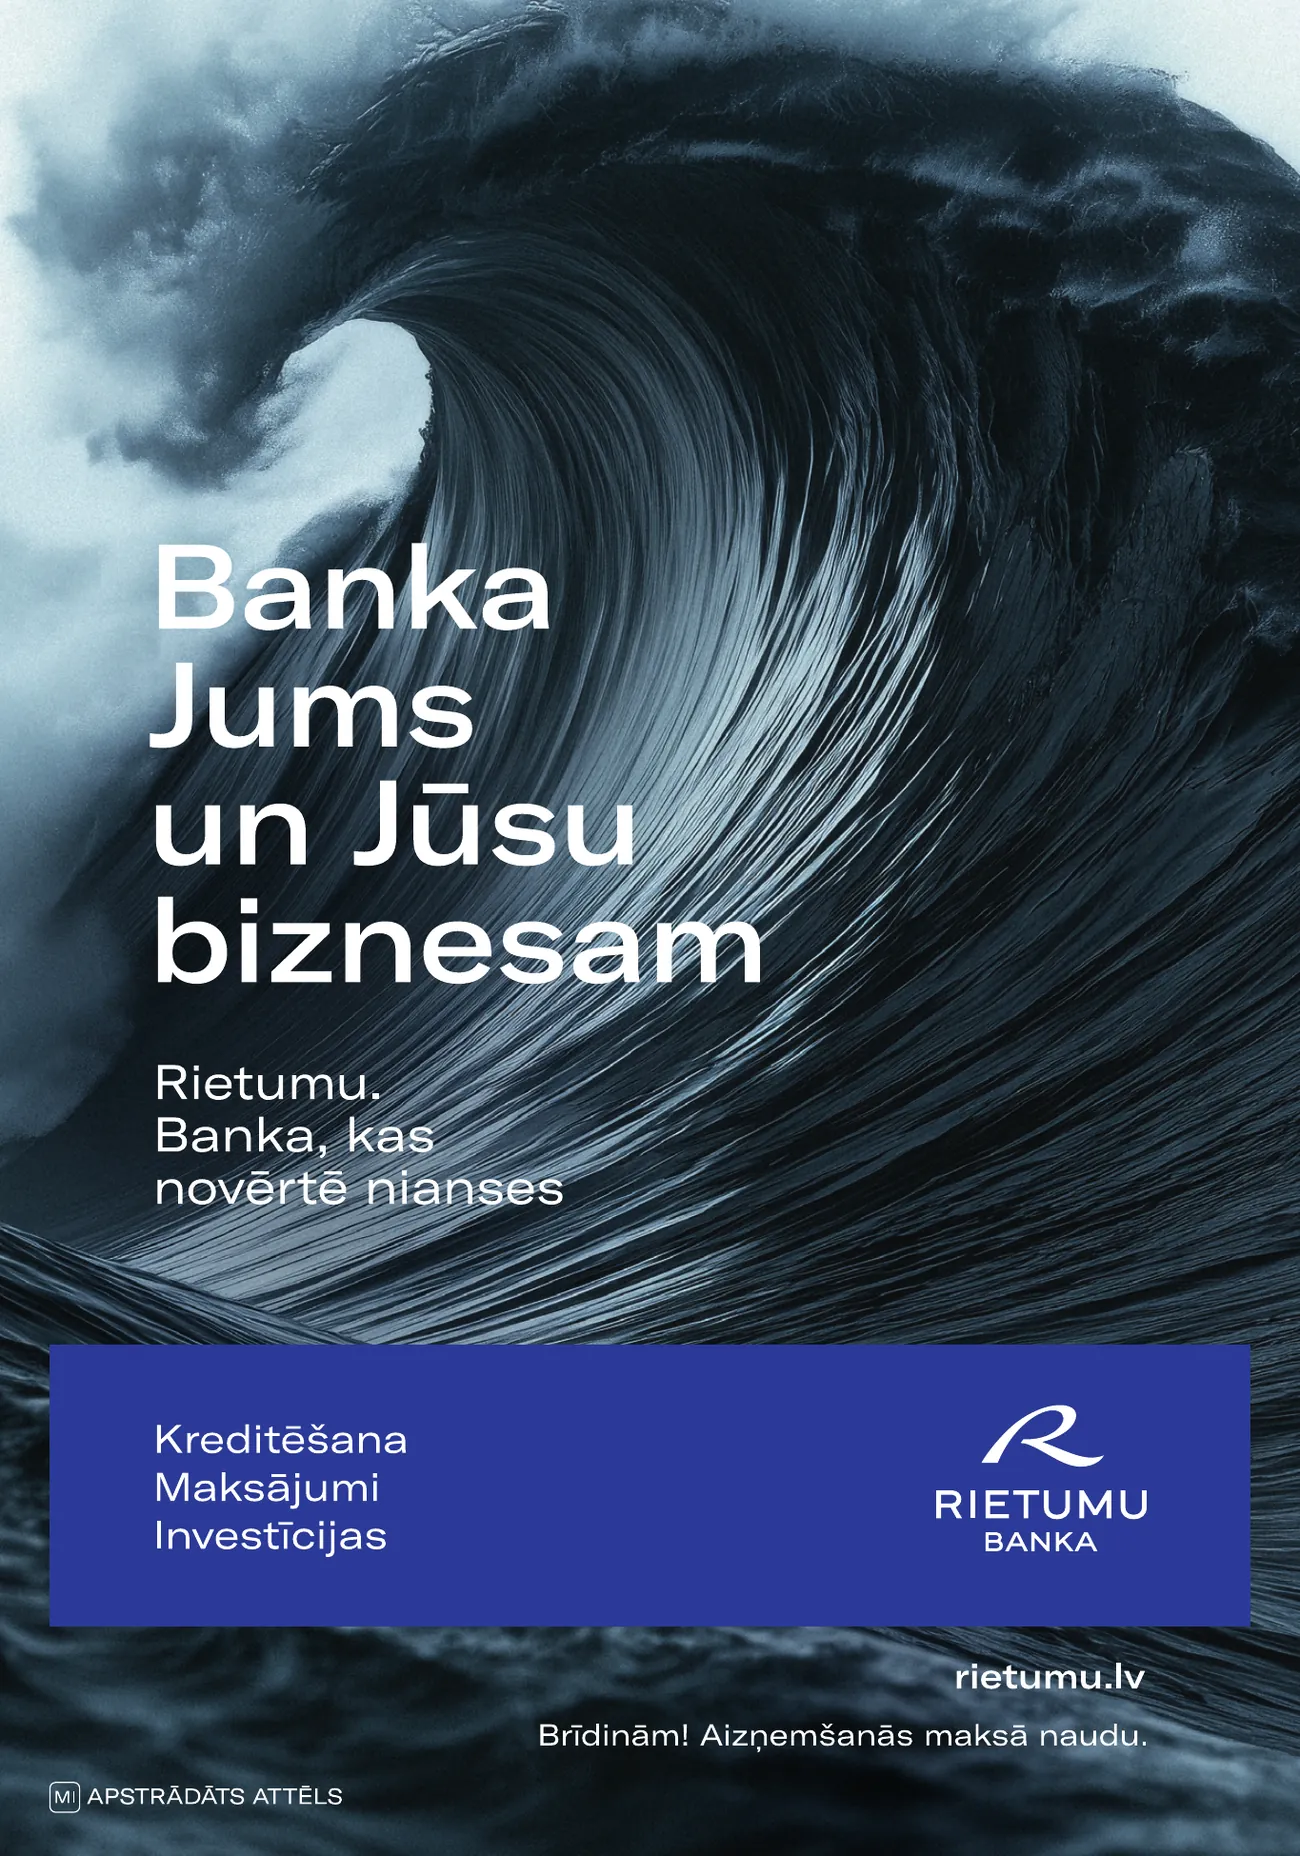 Banka
Jums
un Jūsu
biznesam
Rietumu.
Banka, kas
novērtē nianses
Kreditēšana
Maksājumi
Investīcijas
R
RIETUMU
BANKA
rietumu.lv
Brīdinām! Aizņemšanās maksā naudu.
MI APSTRĀDĀTS ATTĒLS